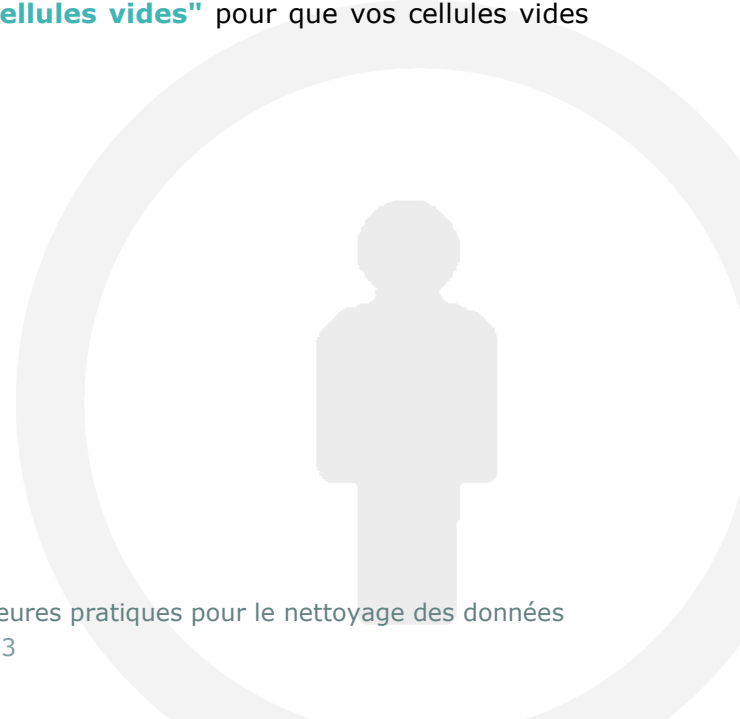 ellules vides" pour que vos cellules vides
eures pratiques pour le nettoyage des données
3